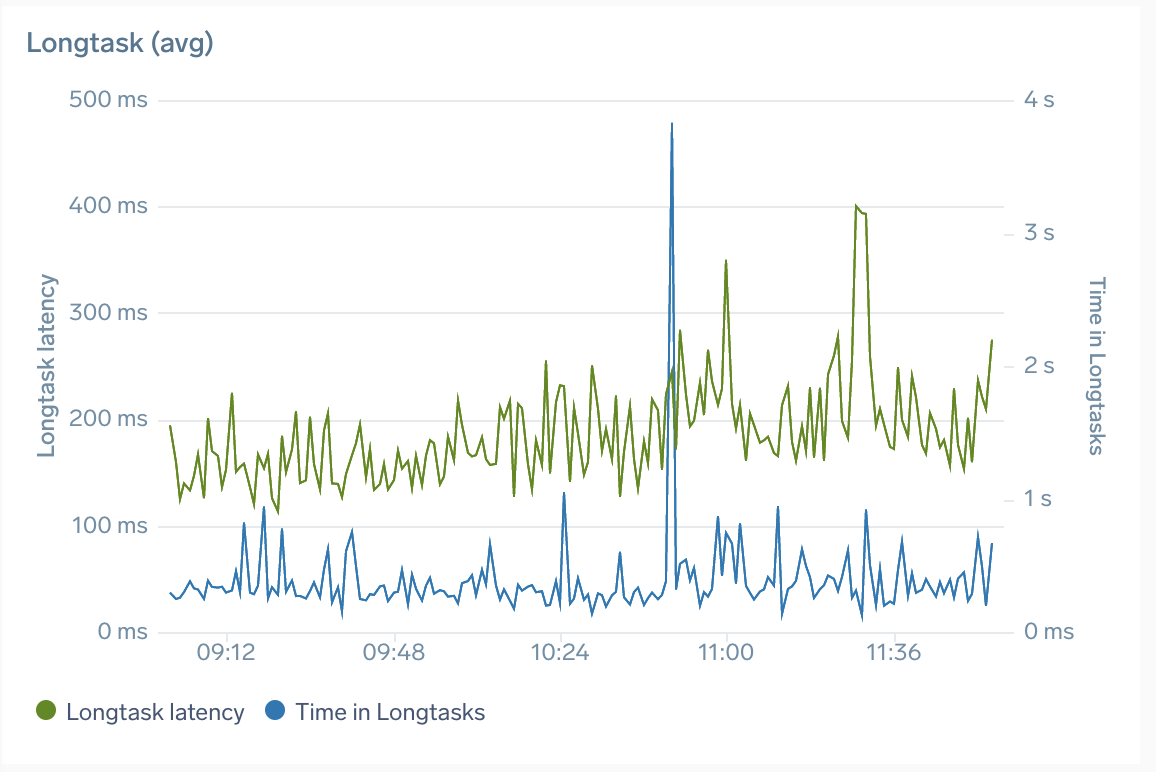 Longtask (avg)
500 ms
400 ms
300 ms
200 ms
100 ms
0 ms
Longtask latency
4 s
3 s
2 s
1 s
0 ms
Time in Longtasks
09:12 09:48 10:24 11:00 11:36
Longtask latency Time in Longtasks